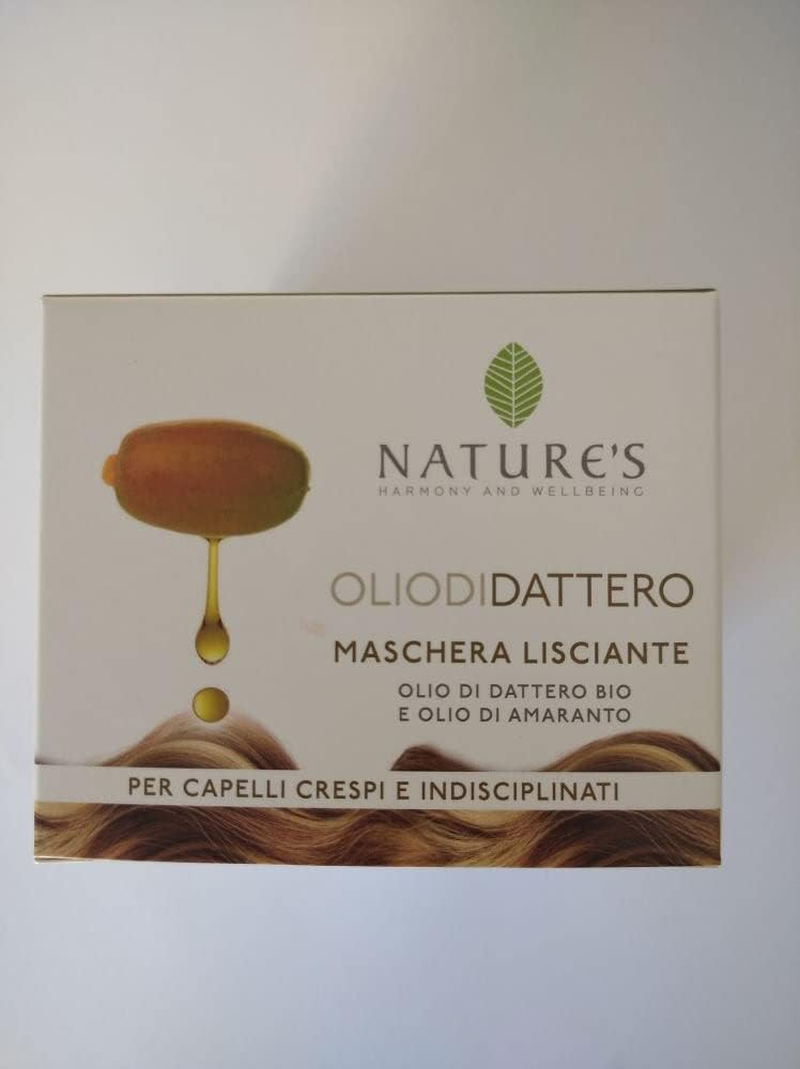 NATURE'S
HARMONY AND WELLBEING
OLIODIDATTERO
MASCHERA LISCIANTE
OLIO DI DATTERO BIO
E OLIO DI AMARANTO
PER CAPELLI CRESPI E INDISCIPLINATI